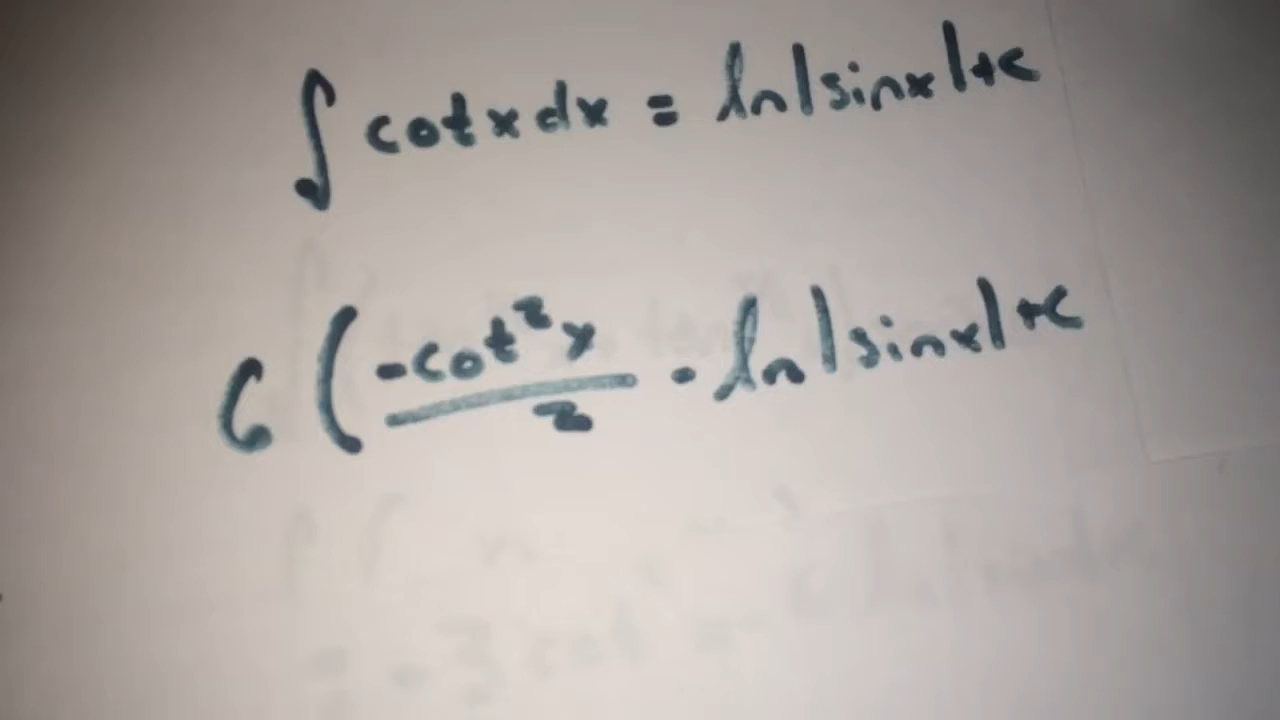 ∫ cotx dx = ln|sinx|+c
6 (-cot²x/2 - ln|sinx|+c